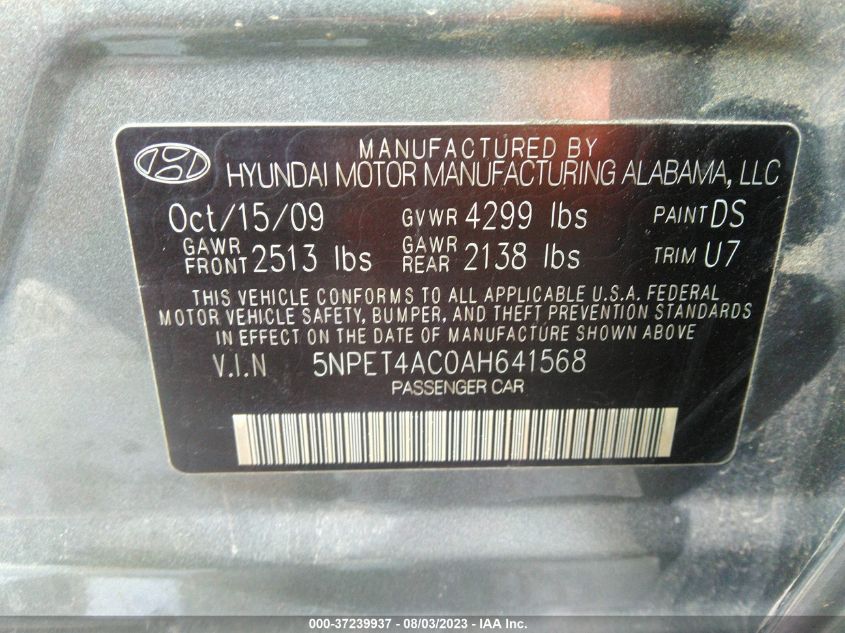 MANUFACTURED BY
HYUNDAI MOTOR MANUFACTURING ALABAMA, LLC
Oct/15/09 GVWR 4299 lbs PAINT DS
GAWR FRONT 2513 lbs GAWR REAR 2138 lbs TRIM U7
THIS VEHICLE CONFORMS TO ALL APPLICABLE U.S.A. FEDERAL
MOTOR VEHICLE SAFETY, BUMPER, AND THEFT PREVENTION STANDARDS
IN EFFECT ON THE DATE OF MANUFACTURE SHOWN ABOVE
V.I.N 5NPET4AC0AH641568
PASSENGER CAR
000-37239937 - 08/03/2023 -